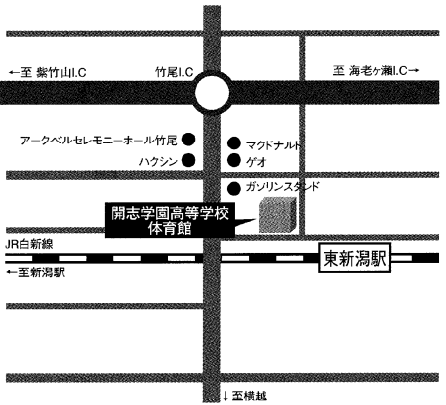 ←至 紫竹山I.C
竹尾I.C
至 海老ヶ瀬I.C→
アークベルセレモニーホール竹尾
マクドナルド
ハクシン
ゲオ
ガソリンスタンド
開志学園高等学校
体育館
JR白新線
←至新潟駅
東新潟駅
↓至横越